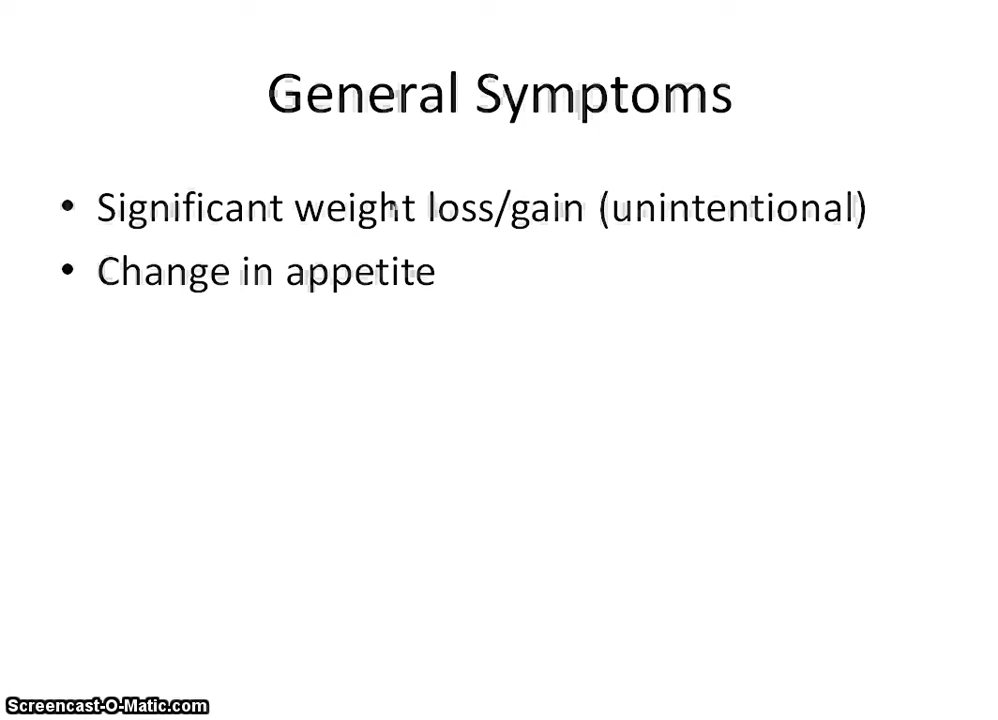 General Symptoms
• Significant weight loss/gain (unintentional)
• Change in appetite
Screencast-O-Matic.com